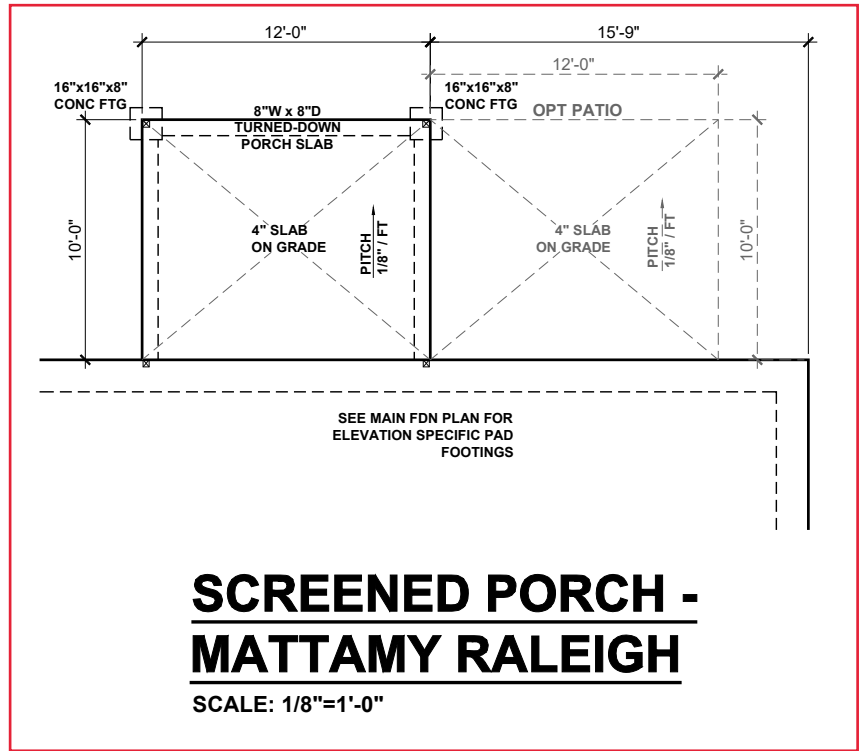 12'-0"
15'-9"
12'-0"
16"x16"x8"
CONC FTG
8"W x 8"D
TURNED-DOWN
PORCH SLAB
16"x16"x8"
CONC FTG
OPT PATIO
10'-0"
4" SLAB
ON GRADE
PITCH
1/8" / FT
4" SLAB
ON GRADE
PITCH
1/8" / FT
10'-0"
SEE MAIN FDN PLAN FOR
ELEVATION SPECIFIC PAD
FOOTINGS
SCREENED PORCH -
MATTAMY RALEIGH
SCALE: 1/8"=1'-0"